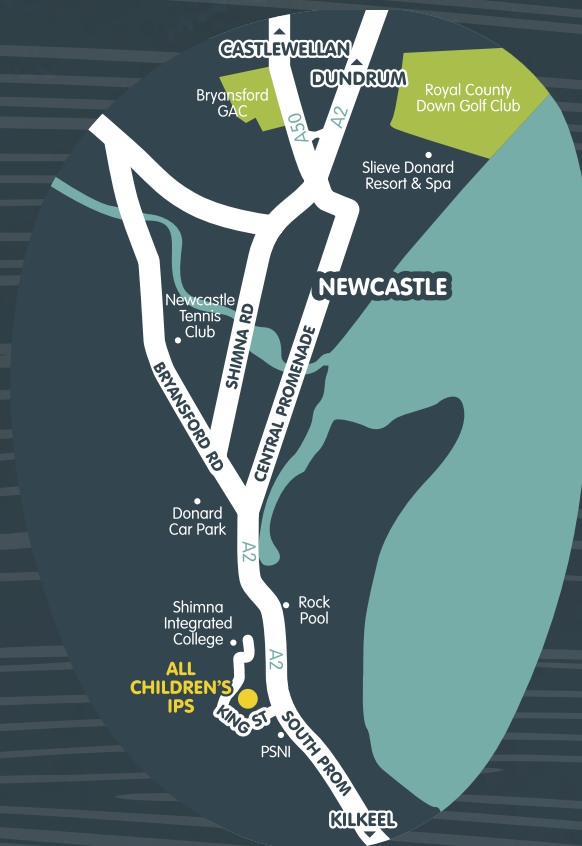 CASTLEWELLAN
DUNDRUM
Bryansford
GAC
A50
A2
Royal County
Down Golf Club
Slieve Donard
Resort & Spa
NEWCASTLE
Newcastle
Tennis
Club
SHIMNA RD
CENTRAL PROMENADE
BRYANSFORD RD
Donard
Car Park
A2
Rock
Pool
Shimna
Integrated
College
A2
ALL
CHILDREN'S
IPS
KING ST
SOUTH PROM
PSNI
KILKEEL